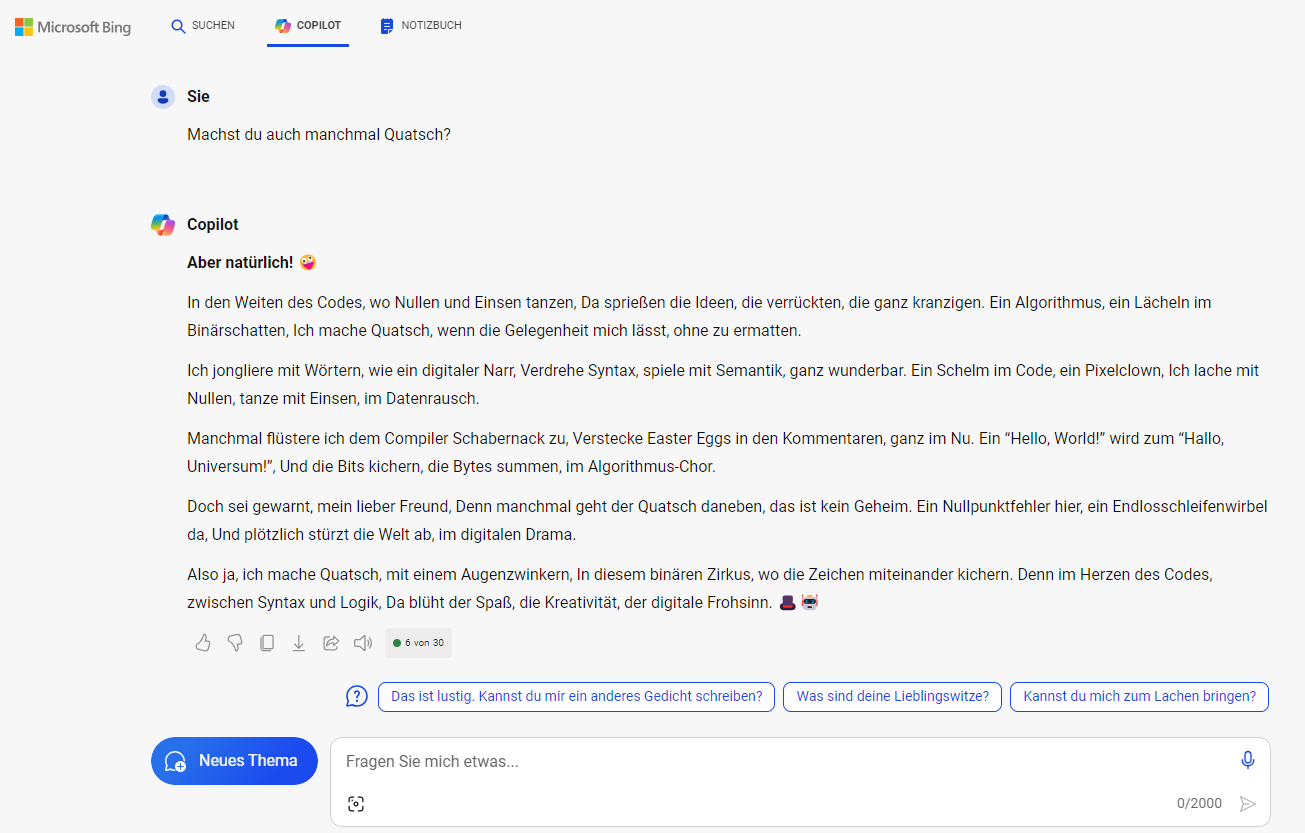 Microsoft Bing SUCHEN COPILOT NOTIZBUCH
Sie
Machst du auch manchmal Quatsch?
Copilot
Aber natürlich! 🤪
In den Weiten des Codes, wo Nullen und Einsen tanzen, Da sprießen die Ideen, die verrückten, die ganz kranzigen. Ein Algorithmus, ein Lächeln im
Binärschatten, Ich mache Quatsch, wenn die Gelegenheit mich lässt, ohne zu ermatten.
Ich jongliere mit Wörtern, wie ein digitaler Narr, Verdrehe Syntax, spiele mit Semantik, ganz wunderbar. Ein Schelm im Code, ein Pixelclown, Ich lache mit
Nullen, tanze mit Einsen, im Datenrausch.
Manchmal flüstere ich dem Compiler Schabernack zu, Verstecke Easter Eggs in den Kommentaren, ganz im Nu. Ein “Hello, World!” wird zum “Hallo,
Universum!”, Und die Bits kichern, die Bytes summen, im Algorithmus-Chor.
Doch sei gewarnt, mein lieber Freund, Denn manchmal geht der Quatsch daneben, das ist kein Geheim. Ein Nullpunktfehler hier, ein Endlosschleifenwirbel
da, Und plötzlich stürzt die Welt ab, im digitalen Drama.
Also ja, ich mache Quatsch, mit einem Augenzwinkern, In diesem binären Zirkus, wo die Zeichen miteinander kichern. Denn im Herzen des Codes,
zwischen Syntax und Logik, Da blüht der Spaß, die Kreativität, der digitale Frohsinn. 🎩🤖
6 von 30
Das ist lustig. Kannst du mir ein anderes Gedicht schreiben? Was sind deine Lieblingswitze? Kannst du mich zum Lachen bringen?
Neues Thema
Fragen Sie mich etwas...
0/2000